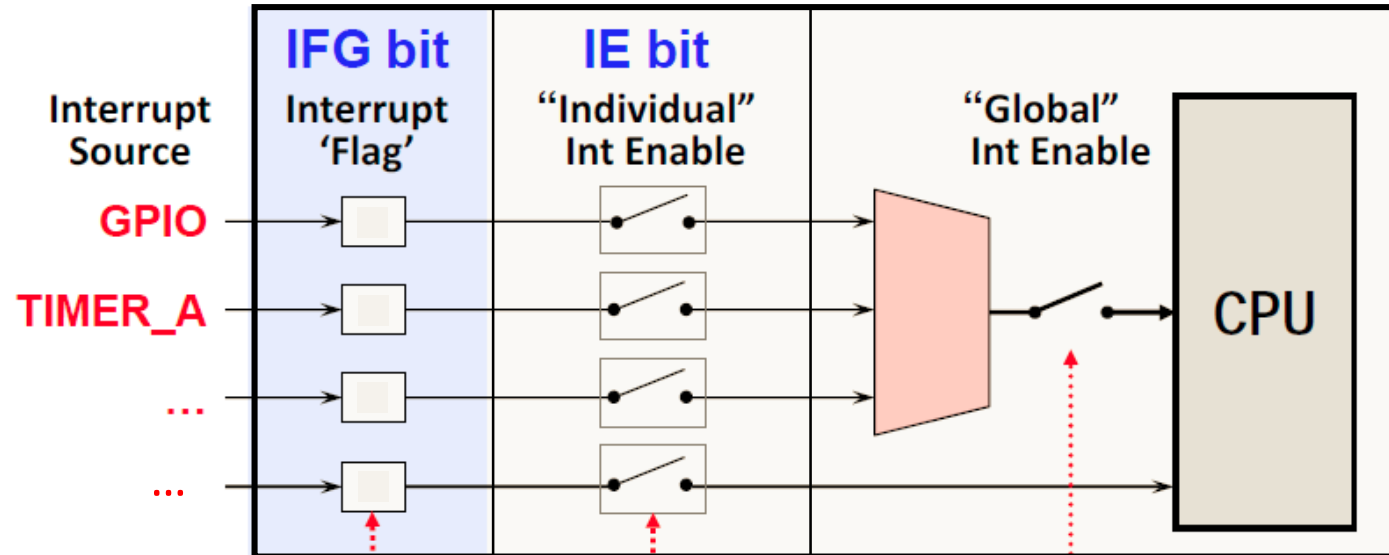 IFG bit
IE bit
Interrupt
Source
Interrupt
‘Flag’
“Individual”
Int Enable
“Global”
Int Enable
GPIO
TIMER_A
...
...
CPU